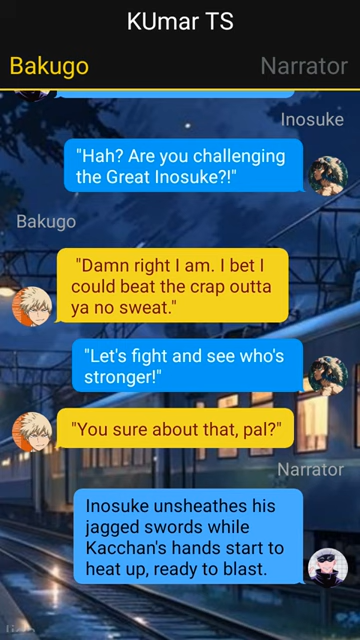 KUmar TS
Bakugo
Narrator
Inosuke
"Hah? Are you challenging
the Great Inosuke?!"
Bakugo
"Damn right I am. I bet I
could beat the crap outta
ya no sweat."
"Let's fight and see who's
stronger!"
"You sure about that, pal?"
Narrator
Inosuke unsheathes his
jagged swords while
Kacchan's hands start to
heat up, ready to blast.